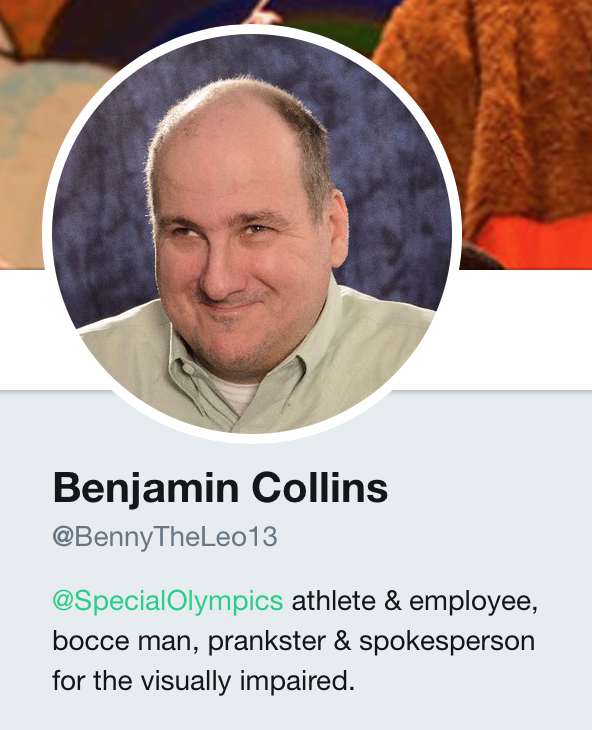 Benjamin Collins
@BennyTheLeo13
@SpecialOlympics athlete & employee,
bocce man, prankster & spokesperson
for the visually impaired.